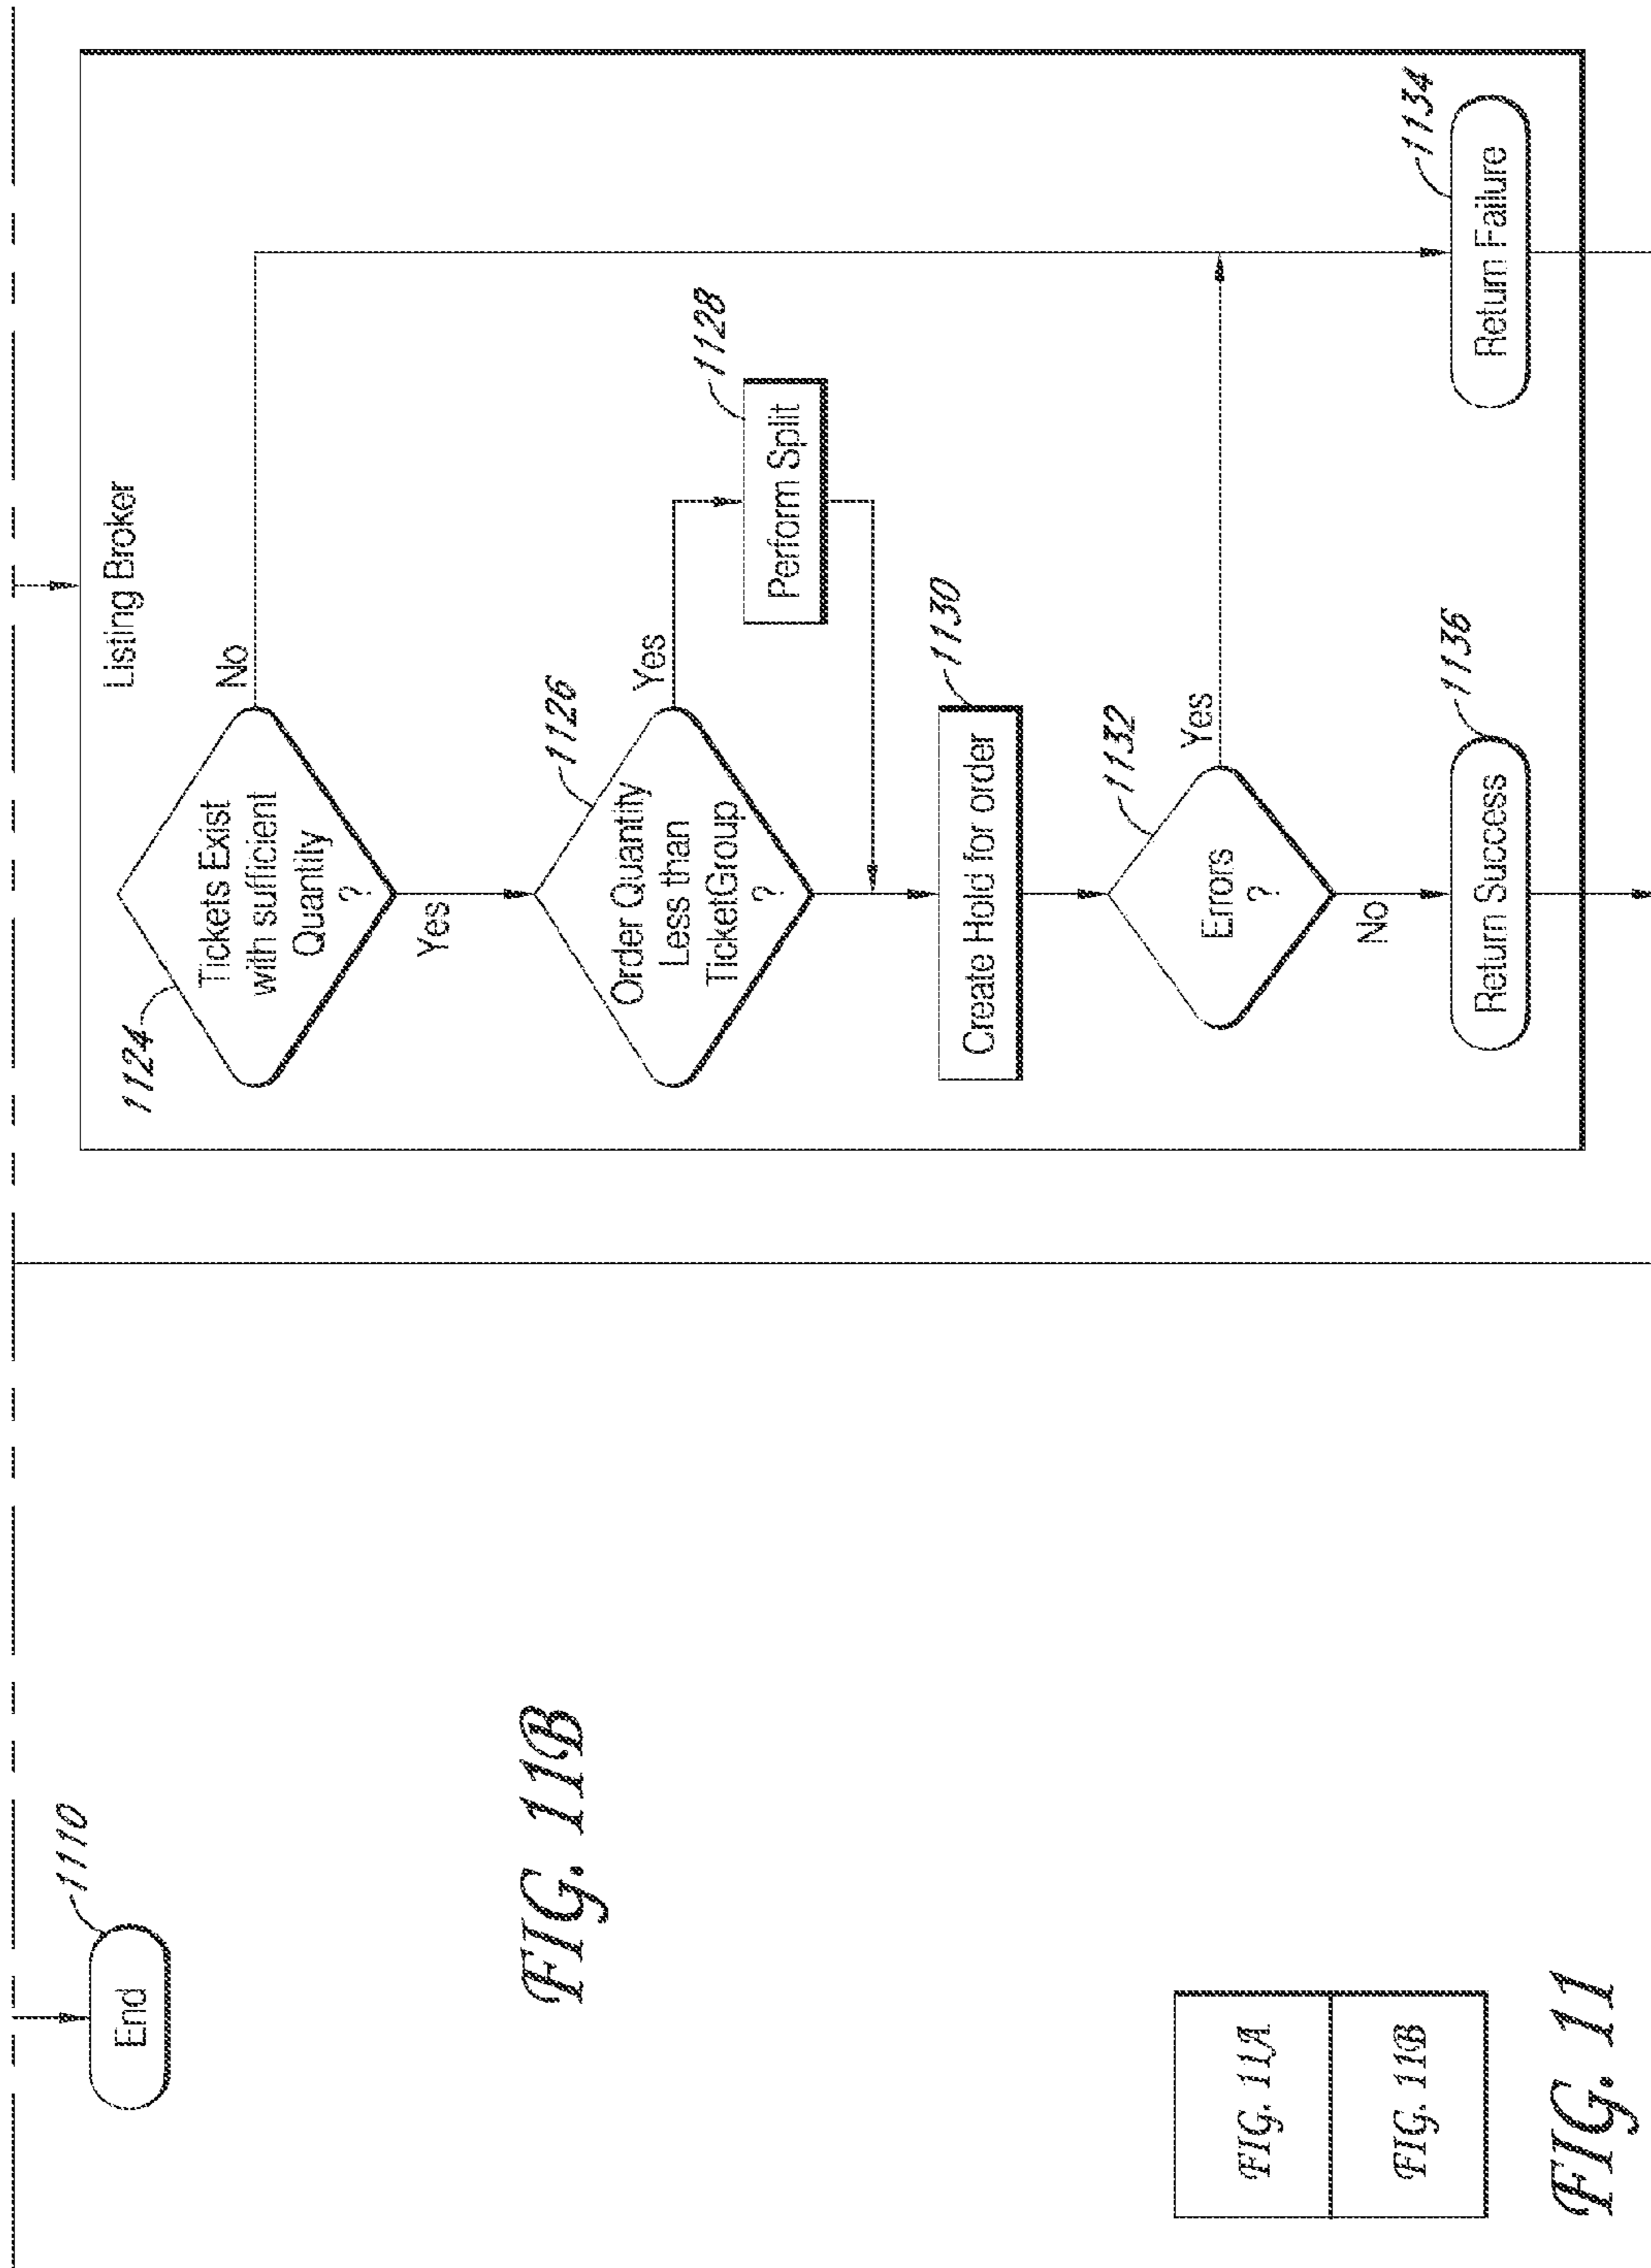 1110
End
FIG. 11B
FIG. 11A
FIG. 11B
FIG. 11
Listing Broker
1124
Tickets Exist
with sufficient
Quantity
?
No
Yes
1126
Order Quantity
Less than
TicketGroup
?
Yes
1128
Perform Split
1130
Create Hold for order
1132
Errors
?
Yes
No
1136
Return Success
1134
Return Failure